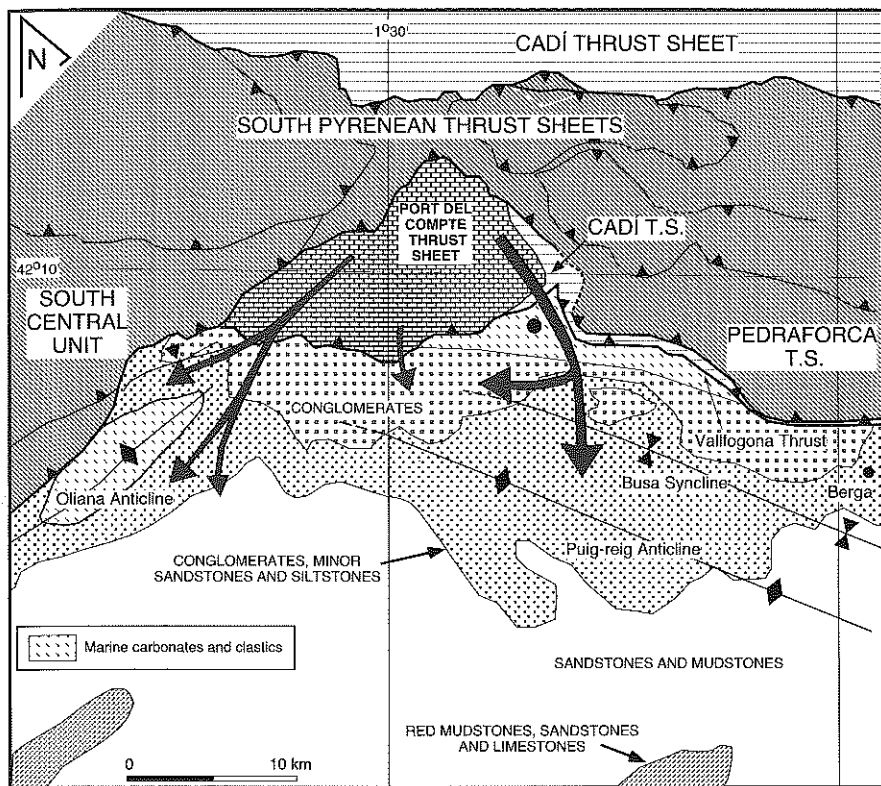 N
1°30'
CADÍ THRUST SHEET
SOUTH PYRENEAN THRUST SHEETS
PORT DEL
COMPTE
THRUST
SHEET
CADÍ T.S.
42°10'
SOUTH
CENTRAL
UNIT
PEDRAFORCA
T.S.
CONGLOMERATES
Vallfogona Thrust
Oliana Anticline
Busa Syncline
Berga
CONGLOMERATES, MINOR
SANDSTONES AND SILTSTONES
Puig-reig Anticline
Marine carbonates and clastics
SANDSTONES AND MUDSTONES
RED MUDSTONES, SANDSTONES
AND LIMESTONES
0 10 km